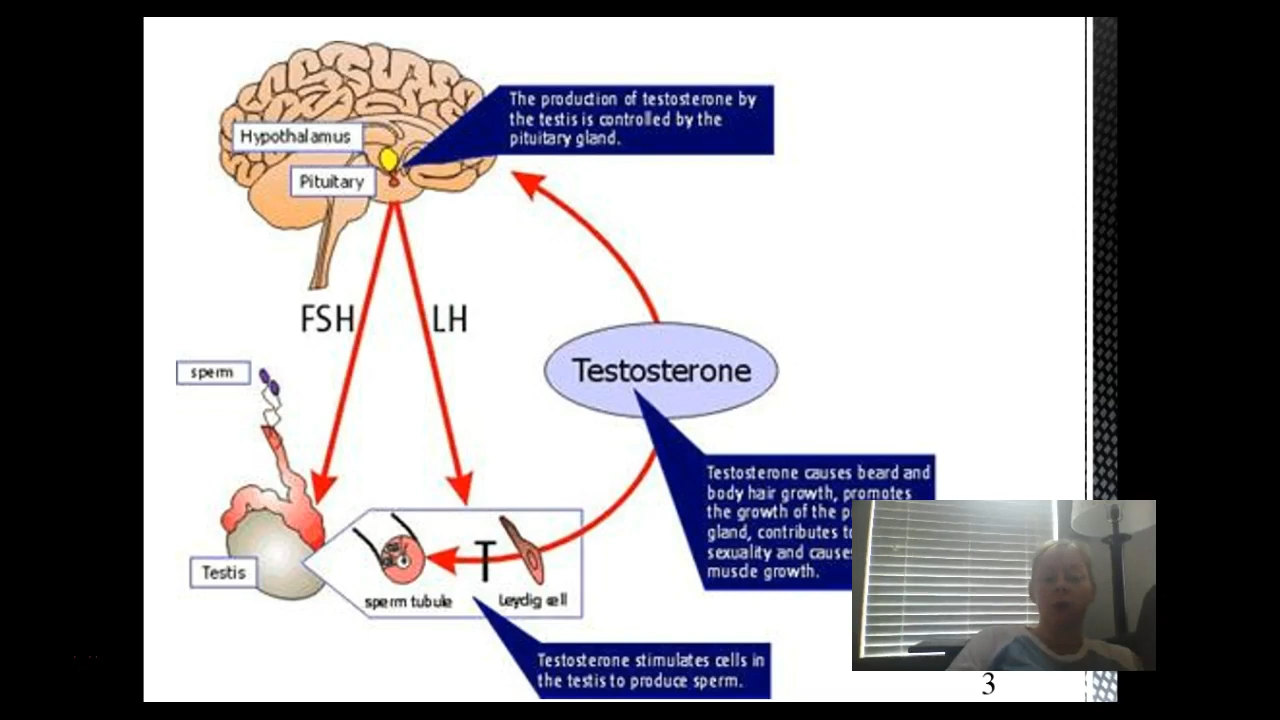 The production of testosterone by
the testis is controlled by the
pituitary gland.
Hypothalamus
Pituitary
FSH
LH
sperm
Testosterone
Testosterone causes beard and
body hair growth, promotes
the growth of the
gland, contributes
sexuality and causes
muscle growth.
Testis
T
sperm tubule
Leydig cell
Testosterone stimulates cells in
the testis to produce sperm.
3